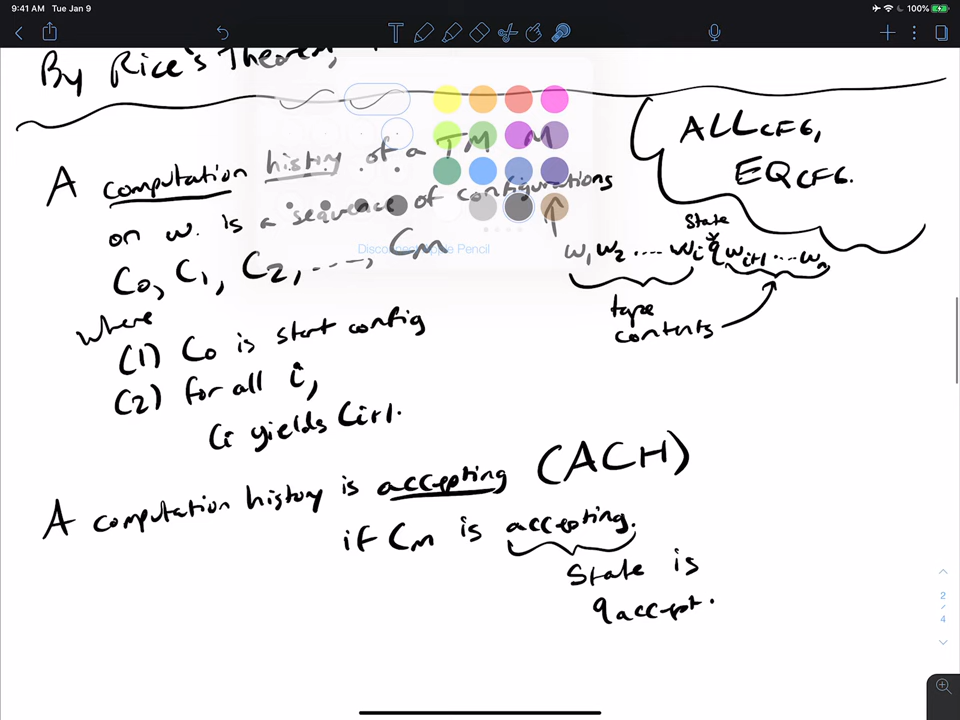 9:41 AM Tue Jan 9
100%
By Rice's Theorem,
ALLCFG,
EQCFG.
A computation history of a TM M
on w. is a sequence of configurations
C0, C1, C2, ...., Cm
Disconnect Apple Pencil
State
w1 w2 .... wi q wi+1 ... wn
tape
contents
where
(1) C0 is start config
(2) for all i,
Ci yields Ci+1.
A computation history is accepting (ACH)
if Cm is accepting.
State is
qaccept.
2
/
4